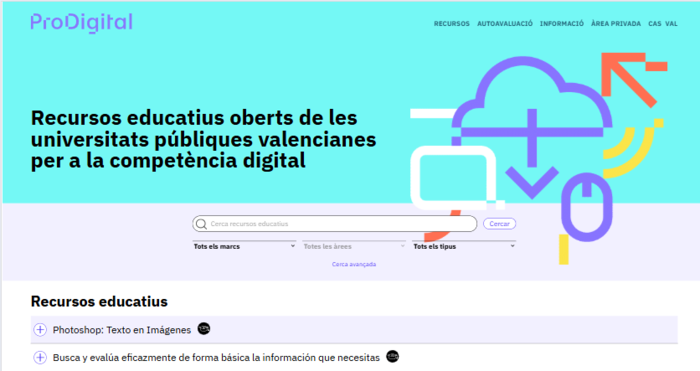 ProDigital
RECURSOS AUTOAVALUACIÓ INFORMACIÓ ÀREA PRIVADA CAS VAL
Recursos educatius oberts de les
universitats públiques valencianes
per a la competència digital
Cerca recursos educatius
Cercar
Tots els marcs
Totes les àrees
Tots els tipus
Cerca avançada
Recursos educatius
Photoshop: Texto en Imágenes
Busca y evalúa eficazmente de forma básica la información que necesitas